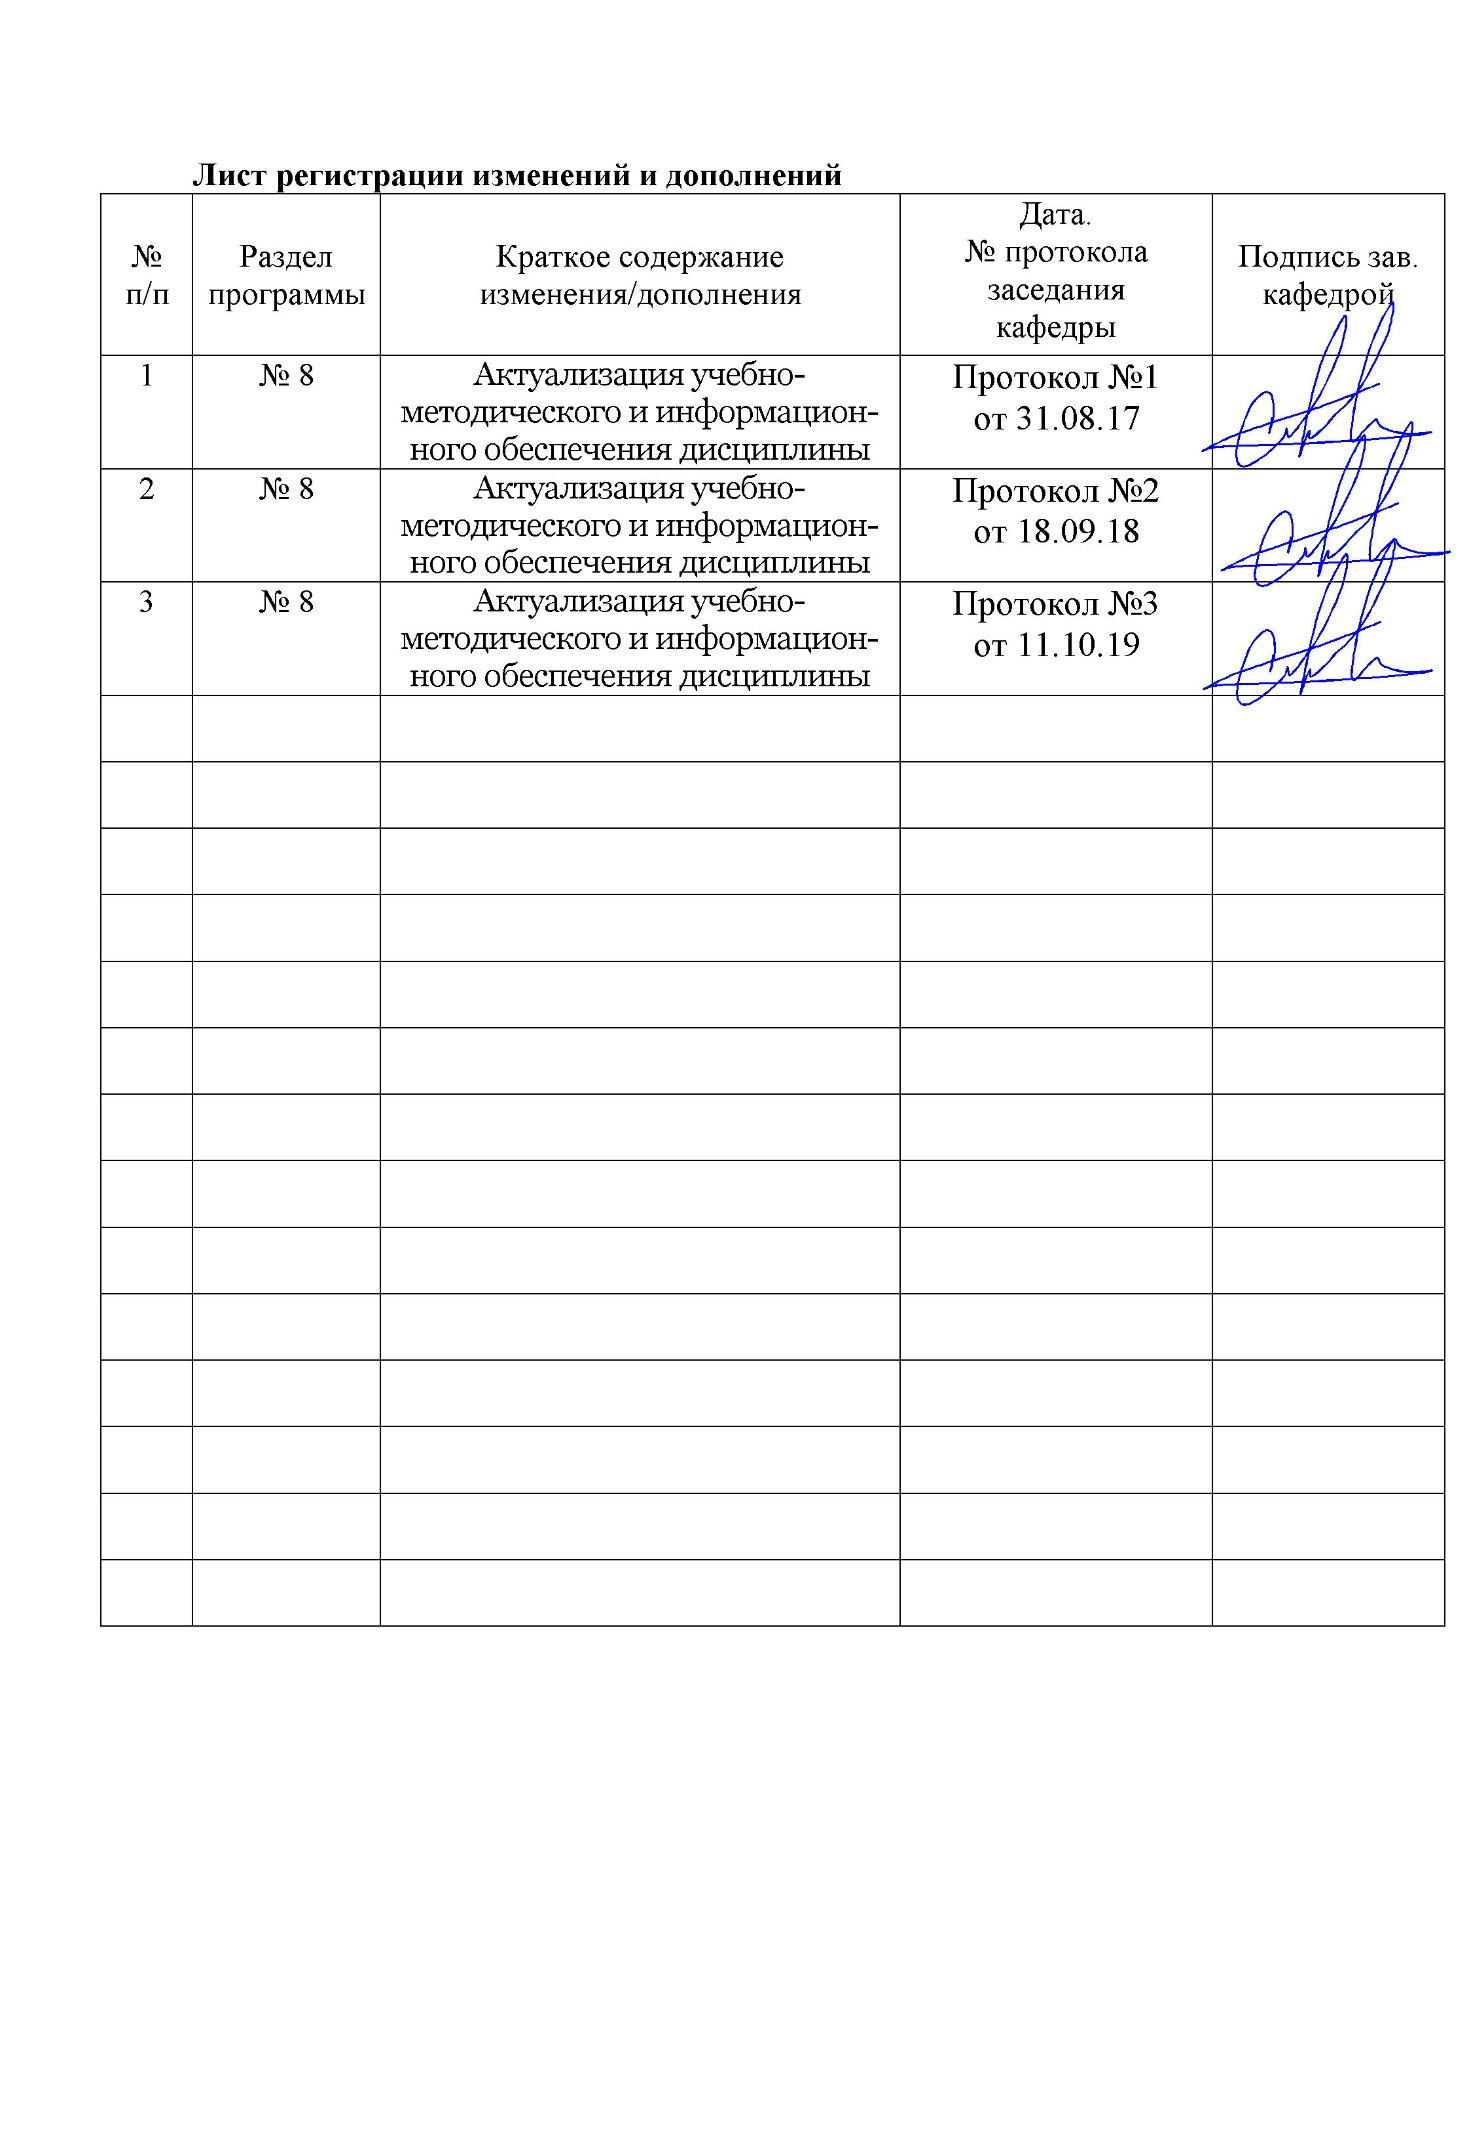 Лист регистрации изменений и дополнений
№
п/п
Раздел
программы
Краткое содержание
изменения/дополнения
Дата.
№ протокола
заседания
кафедры
Подпись зав.
кафедрой
1
№ 8
Актуализация учебно-
методического и информацион-
ного обеспечения дисциплины
Протокол №1
от 31.08.17
2
№ 8
Актуализация учебно-
методического и информацион-
ного обеспечения дисциплины
Протокол №2
от 18.09.18
3
№ 8
Актуализация учебно-
методического и информацион-
ного обеспечения дисциплины
Протокол №3
от 11.10.19